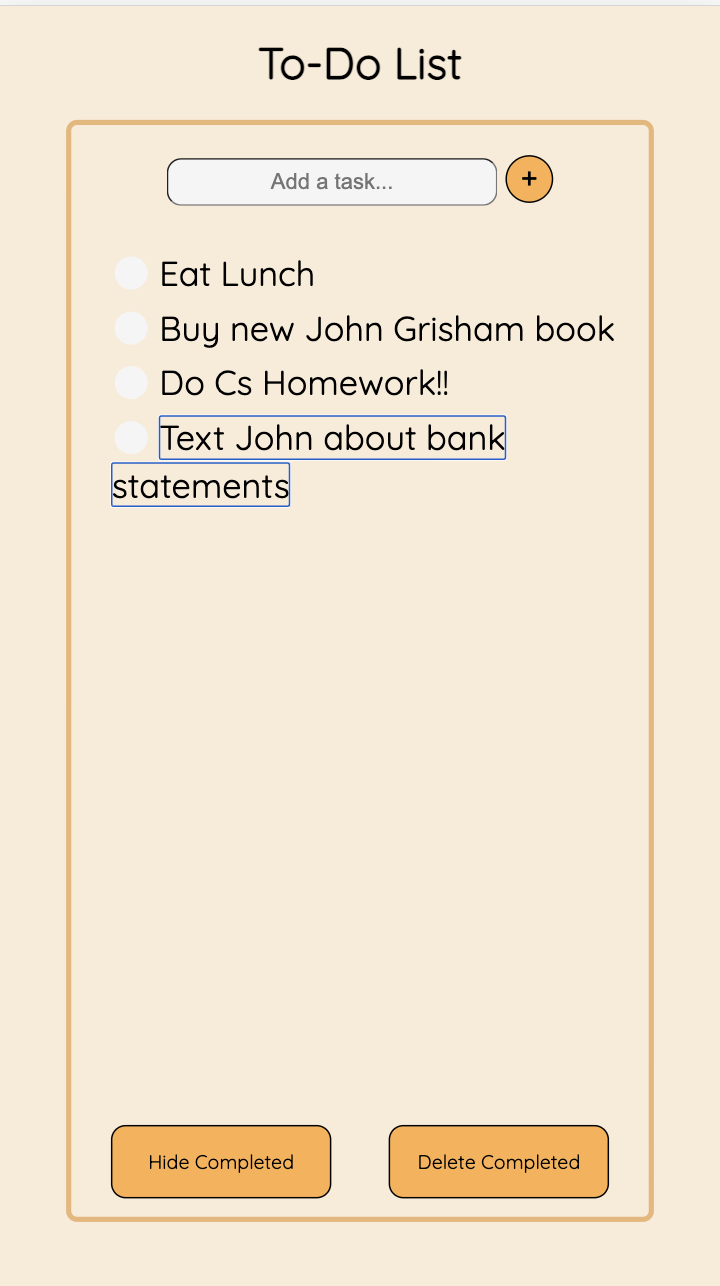 To-Do List
Add a task...
+
Eat Lunch
Buy new John Grisham book
Do Cs Homework!!
Text John about bank
statements
Hide Completed
Delete Completed